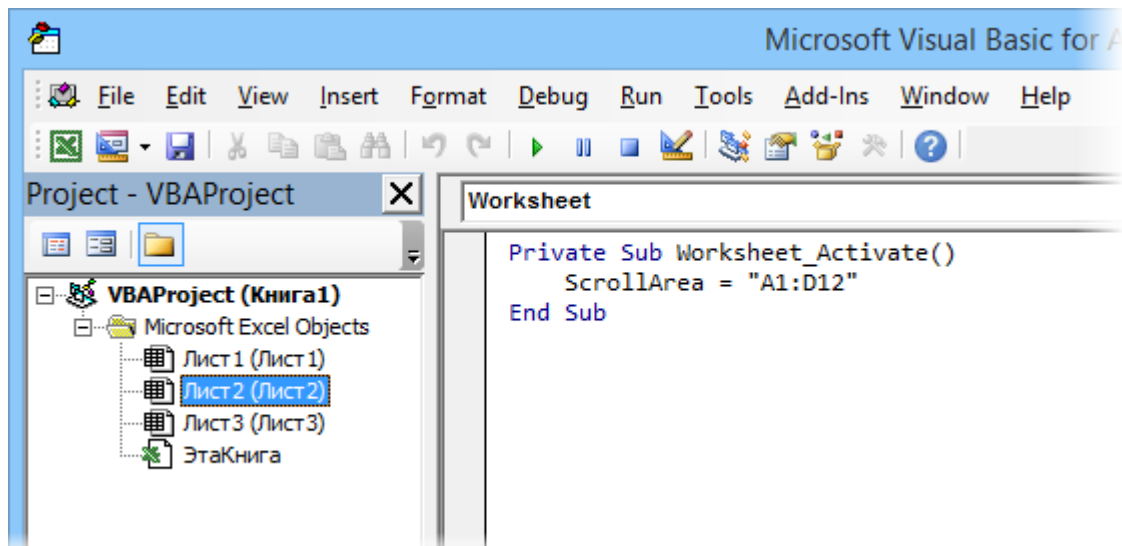 Microsoft Visual Basic for A
File Edit View Insert Format Debug Run Tools Add-Ins Window Help
Project - VBAProject
Worksheet
Private Sub Worksheet_Activate()
ScrollArea = "A1:D12"
End Sub
VBAProject (Книга1)
Microsoft Excel Objects
Лист1 (Лист1)
Лист2 (Лист2)
Лист3 (Лист3)
ЭтаКнига